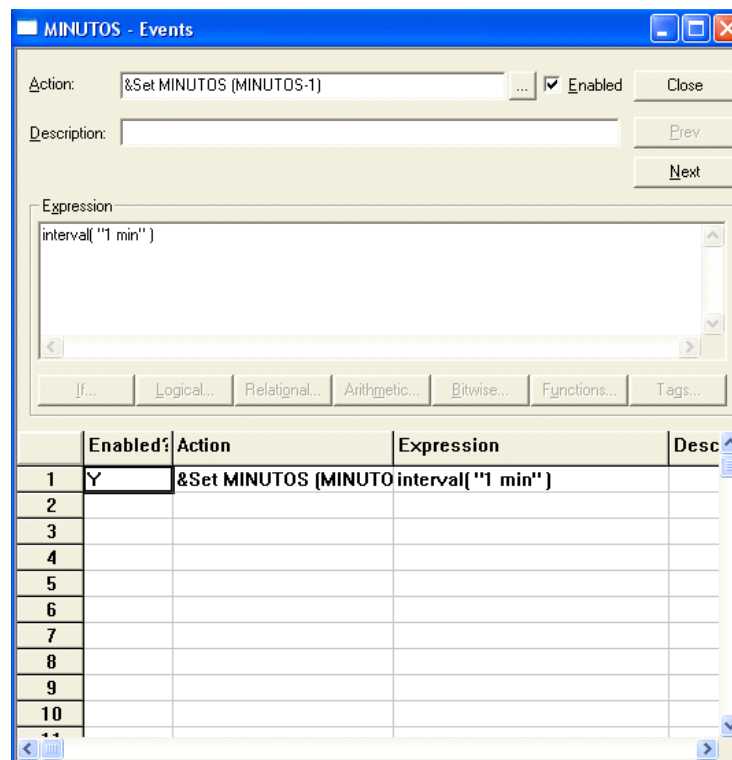 MINUTOS - Events
Action: &Set MINUTOS (MINUTOS-1) ... Enabled Close
Description: Prev
Next
Expression
interval( "1 min" )
If... Logical... Relational... Arithmetic... Bitwise... Functions... Tags...
Enabled? Action Expression Desc
1 Y &Set MINUTOS (MINUTO interval( "1 min" )
2
3
4
5
6
7
8
9
10
11